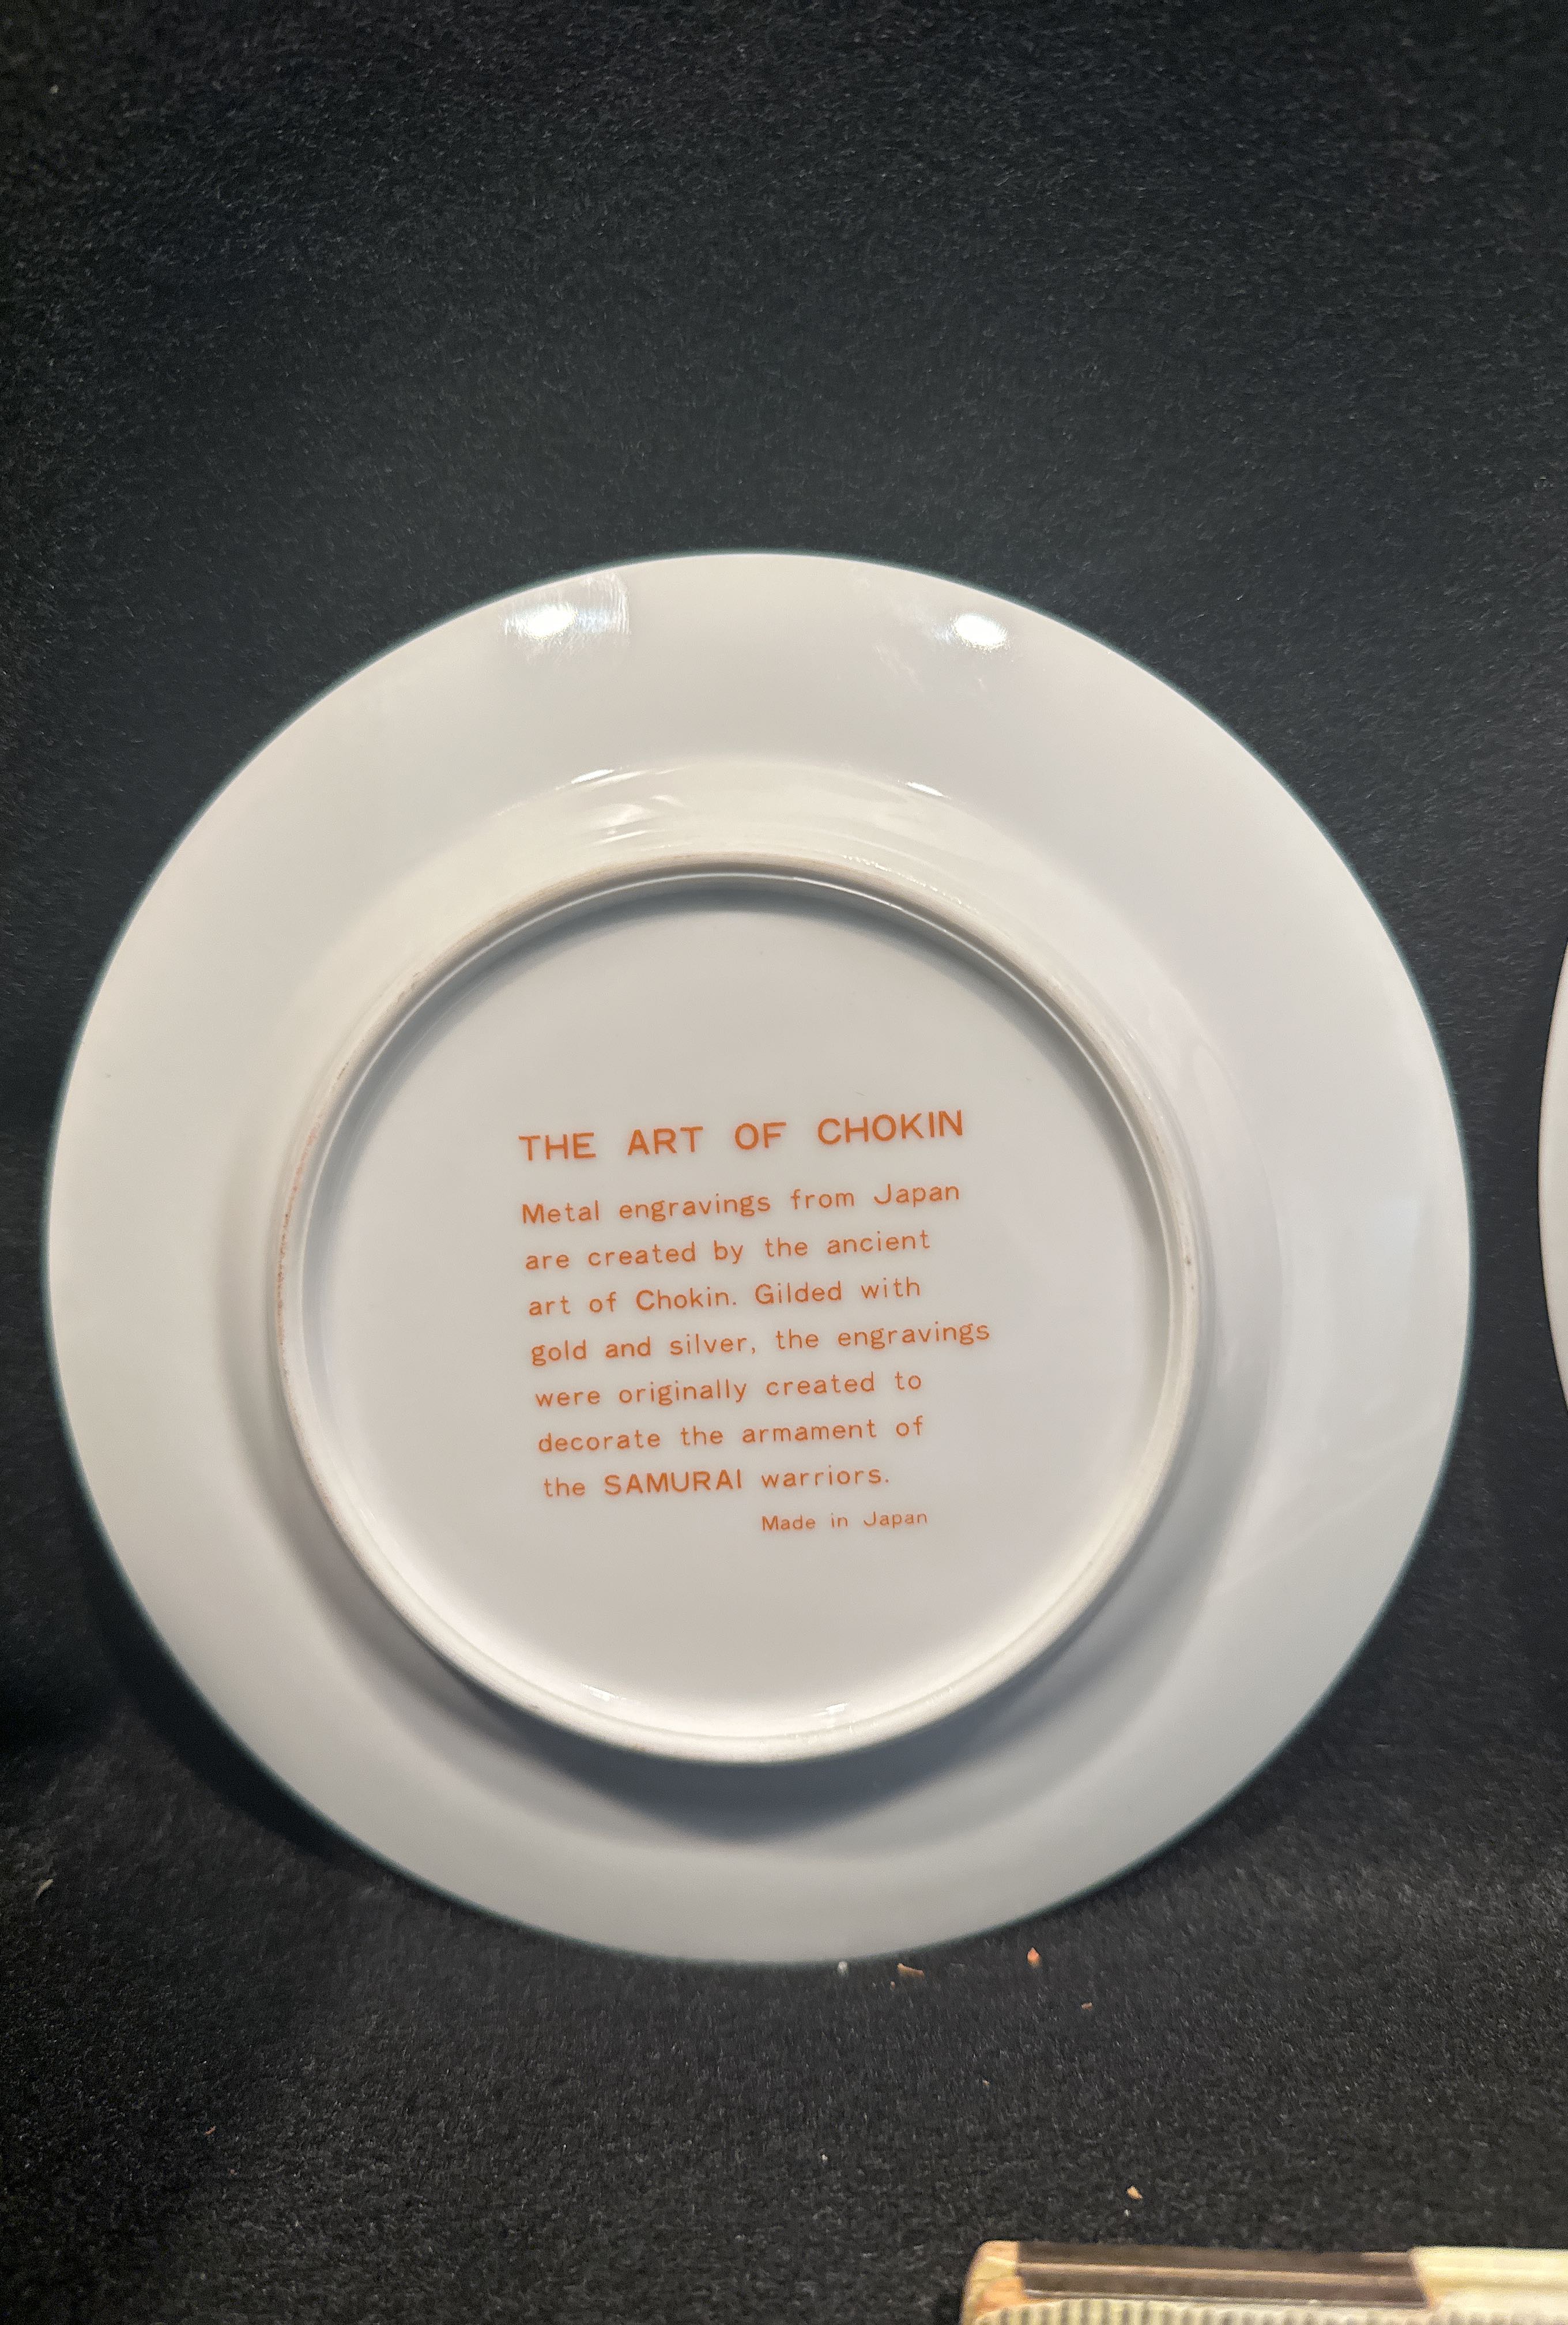 THE ART OF CHOKIN
Metal engravings from Japan
are created by the ancient
art of Chokin. Gilded with
gold and silver, the engravings
were originally created to
decorate the armament of
the SAMURAI warriors.
Made in Japan